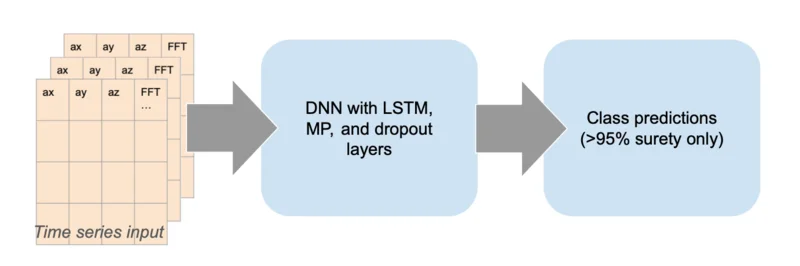 ax ay az FFT
ax ay az FFT
ax ay az FFT
...
Time series input
DNN with LSTM,
MP, and dropout
layers
Class predictions
(>95% surety only)